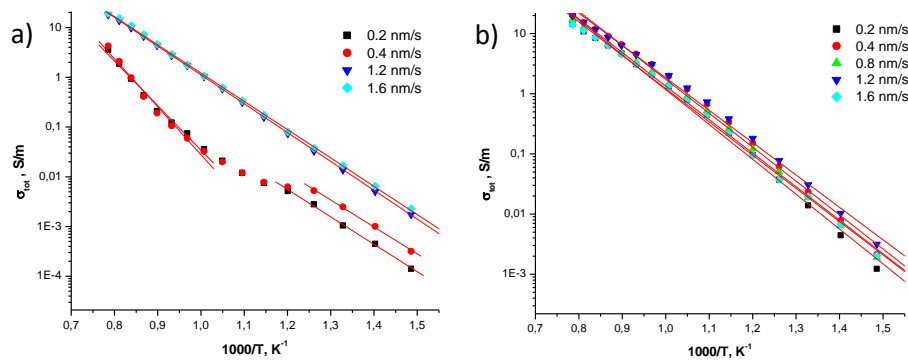 a)
0.2 nm/s
0.4 nm/s
1.2 nm/s
1.6 nm/s
σtot , S/m
10
1
0,1
0,01
1E-3
1E-4
0,7 0,8 0,9 1,0 1,1 1,2 1,3 1,4 1,5
1000/T, K⁻¹
b)
0.2 nm/s
0.4 nm/s
0.8 nm/s
1.2 nm/s
1.6 nm/s
σtot , S/m
10
1
0,1
0,01
1E-3
0,7 0,8 0,9 1,0 1,1 1,2 1,3 1,4 1,5
1000/T, K⁻¹